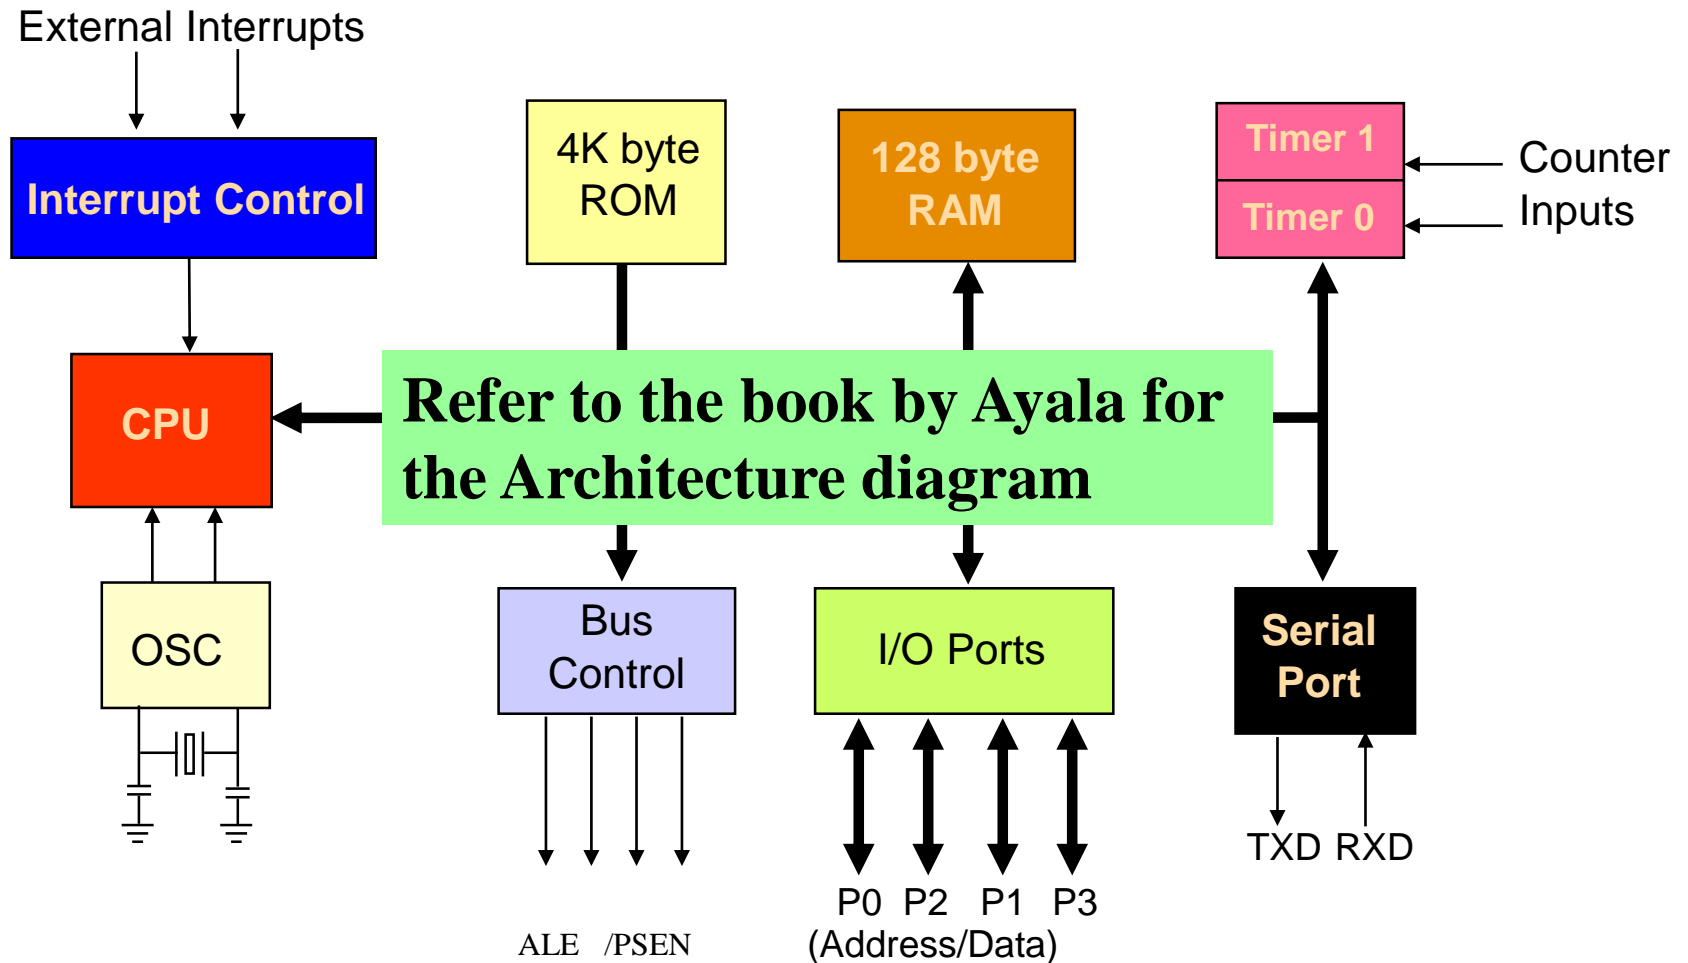 External Interrupts
Interrupt Control
4K byte
ROM
128 byte
RAM
Timer 1
Timer 0
Counter
Inputs
CPU
Refer to the book by Ayala for
the Architecture diagram
OSC
Bus
Control
I/O Ports
Serial
Port
TXD RXD
P0 P2 P1 P3
(Address/Data)
ALE /PSEN